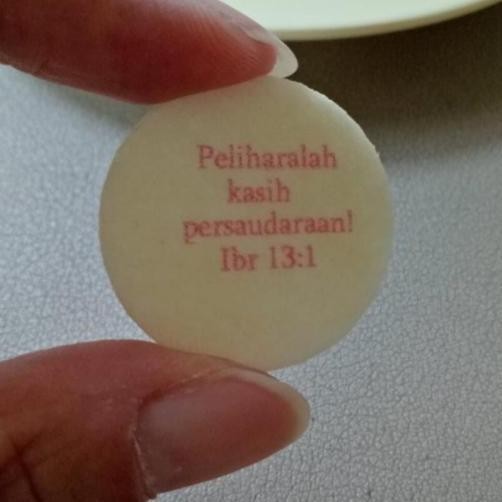 Peliharalah
kasih
persaudaraan!
Ibr 13:1